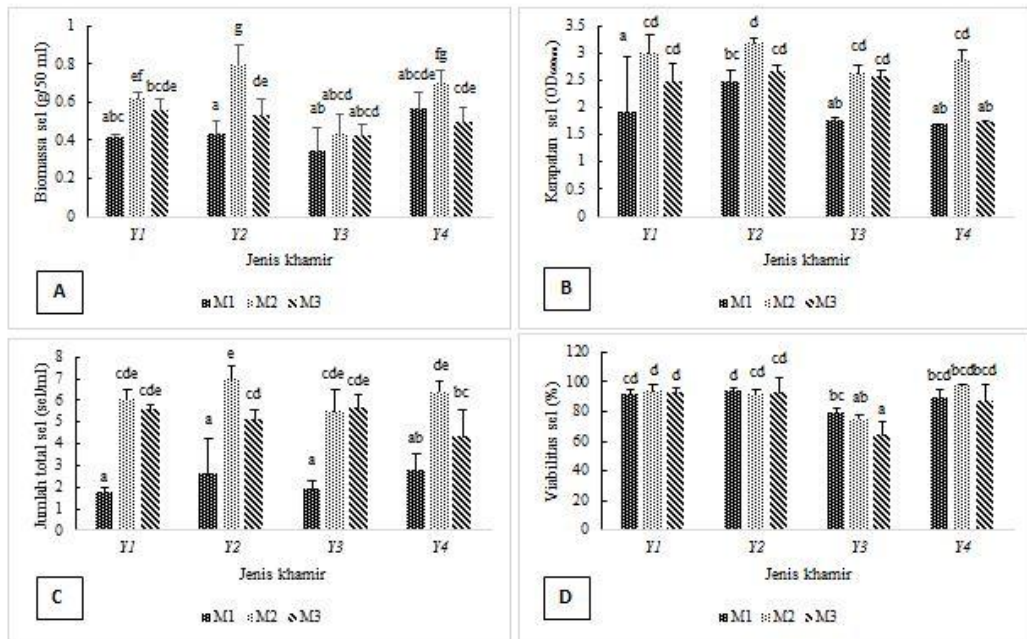 Biomassa sel (g/50 ml)
1
0.8
0.6
0.4
0.2
0
abc ef bcde
a g de
ab abcd abcd
abcde fg cde
Y1 Y2 Y3 Y4
Jenis khamir
A
M1 M2 M3
Kerapatan sel (OD600nm)
3.5
3
2.5
2
1.5
1
0.5
0
a cd cd
bc d cd
ab cd cd
ab cd ab
Y1 Y2 Y3 Y4
Jenis khamir
B
M1 M2 M3
Jumlah total sel (sel/ml)
8
7
6
5
4
3
2
1
0
a cde cde
a e cd
a cde cde
ab de bc
Y1 Y2 Y3 Y4
Jenis khamir
C
M1 M2 M3
Viabilitas sel (%)
120
100
80
60
40
20
0
cd d d
d cd cd
bc ab a
bcd bcd bcd
Y1 Y2 Y3 Y4
Jenis khamir
D
M1 M2 M3